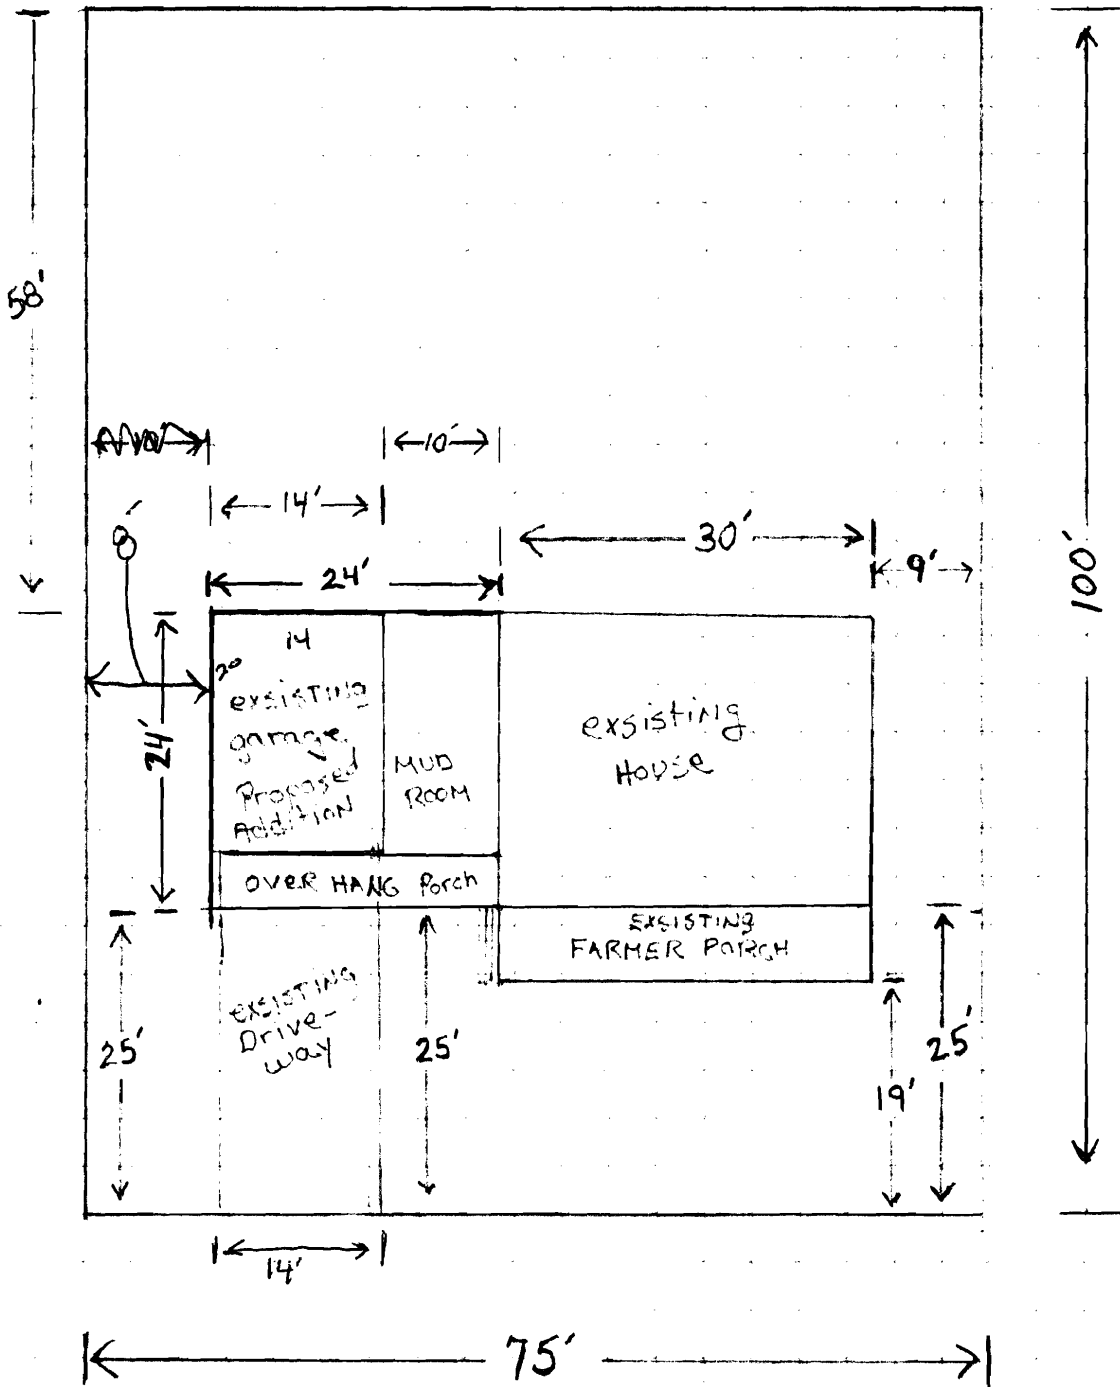 58'
10'
14'
8'
30'
24'
9'
100'
14
20
exsisting
garage
Proposed
Addition
24'
MUD
ROOM
exsisting
HOUSE
OVER HANG Porch
EXSISTING
FARMER PORCH
EXSISTING
Drive-
way
25'
25'
25'
19'
14'
75'